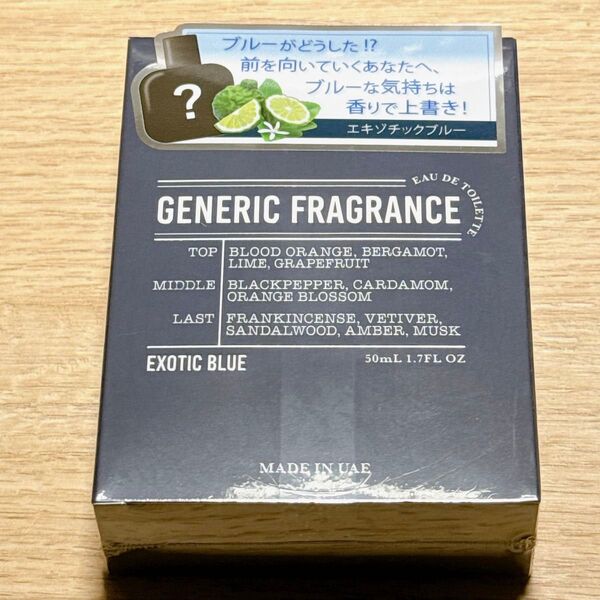 ブルーがどうした!?
前を向いていくあなたへ、
ブルーな気持ちは
香りで上書き!
エキゾチックブルー
?
EAU DE TOILETTE
GENERIC FRAGRANCE
TOP BLOOD ORANGE, BERGAMOT,
LIME, GRAPEFRUIT
MIDDLE BLACKPEPPER, CARDAMOM,
ORANGE BLOSSOM
LAST FRANKINCENSE, VETIVER,
SANDALWOOD, AMBER, MUSK
EXOTIC BLUE 50mL 1.7FL OZ
MADE IN UAE